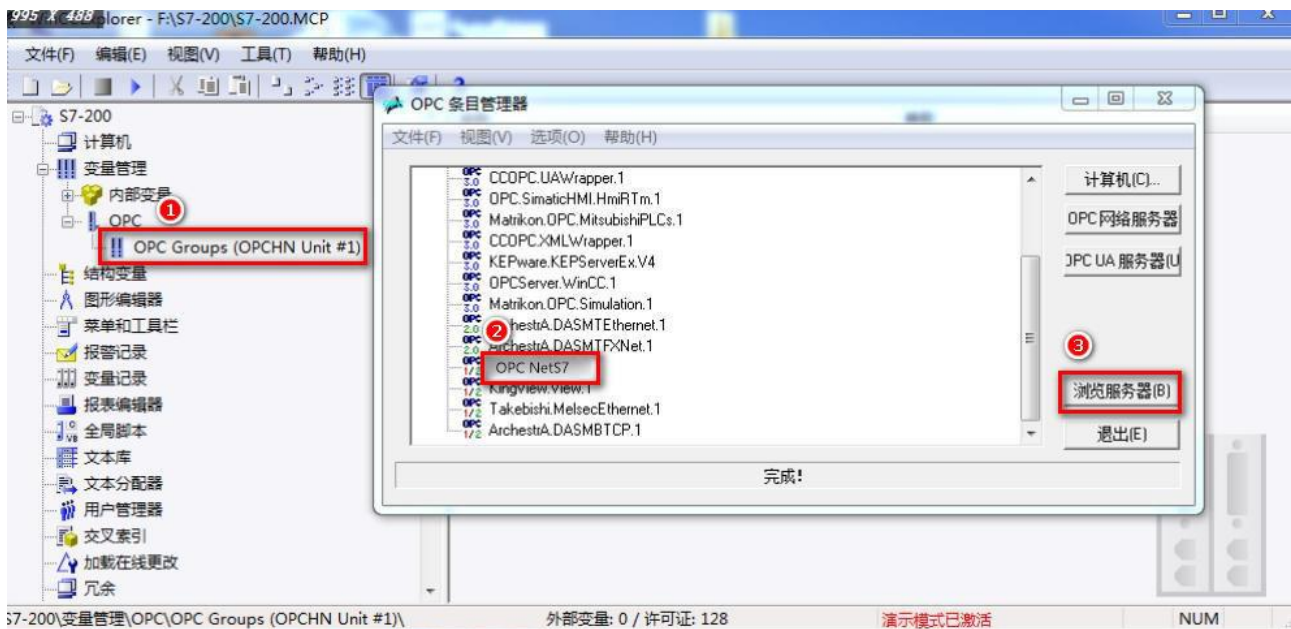 995 X 488
plorer - F:\S7-200\S7-200.MCP
文件(F) 编辑(E) 视图(V) 工具(T) 帮助(H)
S7-200
计算机
变量管理
内部变量
OPC
1
OPC Groups (OPCHN Unit #1)
结构变量
图形编辑器
菜单和工具栏
报警记录
变量记录
报表编辑器
全局脚本
文本库
文本分配器
用户管理器
交叉索引
加载在线更改
冗余
OPC 条目管理器
文件(F) 视图(V) 选项(O) 帮助(H)
CCOPC.UAWrapper.1
OPC.SimaticHMI.HmiRTm.1
Matrikon.OPC.MitsubishiPLCs.1
CCOPC.XMLWrapper.1
KEPware.KEPServerEx.V4
OPCServer.WinCC.1
Matrikon.OPC.Simulation.1
hestrA.DASMTEthernet.1
2
ArchestrA.DASMTFXNet.1
OPC NetS7
KingView.View.1
Takebishi.MelsecEthernet.1
ArchestrA.DASMBTCP.1
计算机(C)...
OPC网络服务器
OPC UA 服务器(U
3
浏览服务器(B)
退出(E)
完成!
S7-200\变量管理\OPC\OPC Groups (OPCHN Unit #1)\ 外部变量: 0 / 许可证: 128 演示模式已激活 NUM